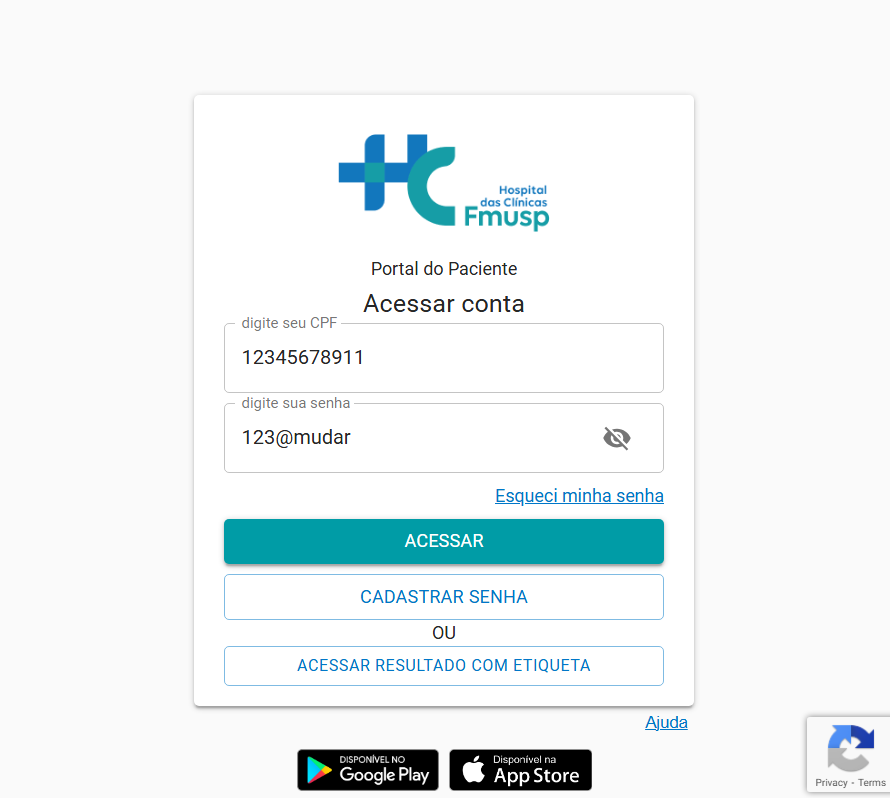 Hospital
das Clínicas
Fmusp
Portal do Paciente
Acessar conta
digite seu CPF
12345678911
digite sua senha
123@mudar
Esqueci minha senha
ACESSAR
CADASTRAR SENHA
OU
ACESSAR RESULTADO COM ETIQUETA
Ajuda
DISPONÍVEL NO
Google Play
Disponível na
App Store
Privacy - Terms